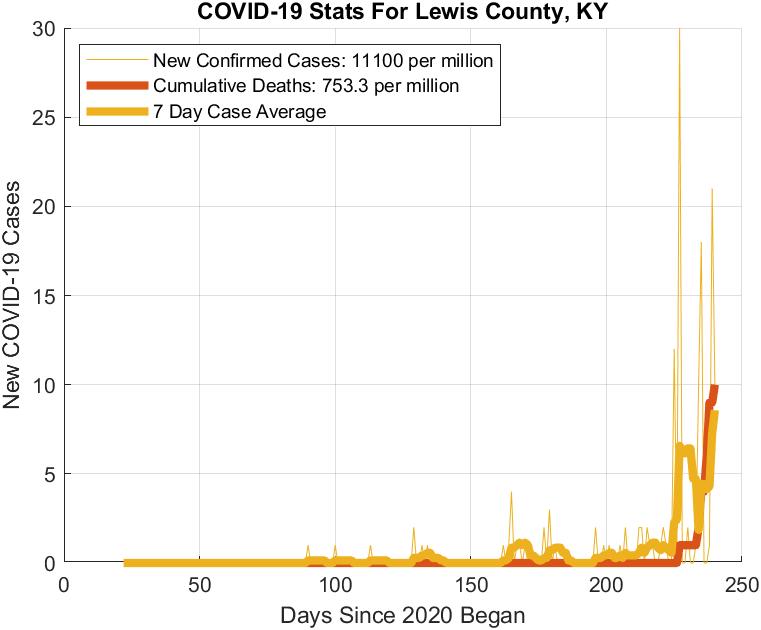 COVID-19 Stats For Lewis County, KY
New Confirmed Cases: 11100 per million
Cumulative Deaths: 753.3 per million
7 Day Case Average
New COVID-19 Cases
30
25
20
15
10
5
0
0 50 100 150 200 250
Days Since 2020 Began